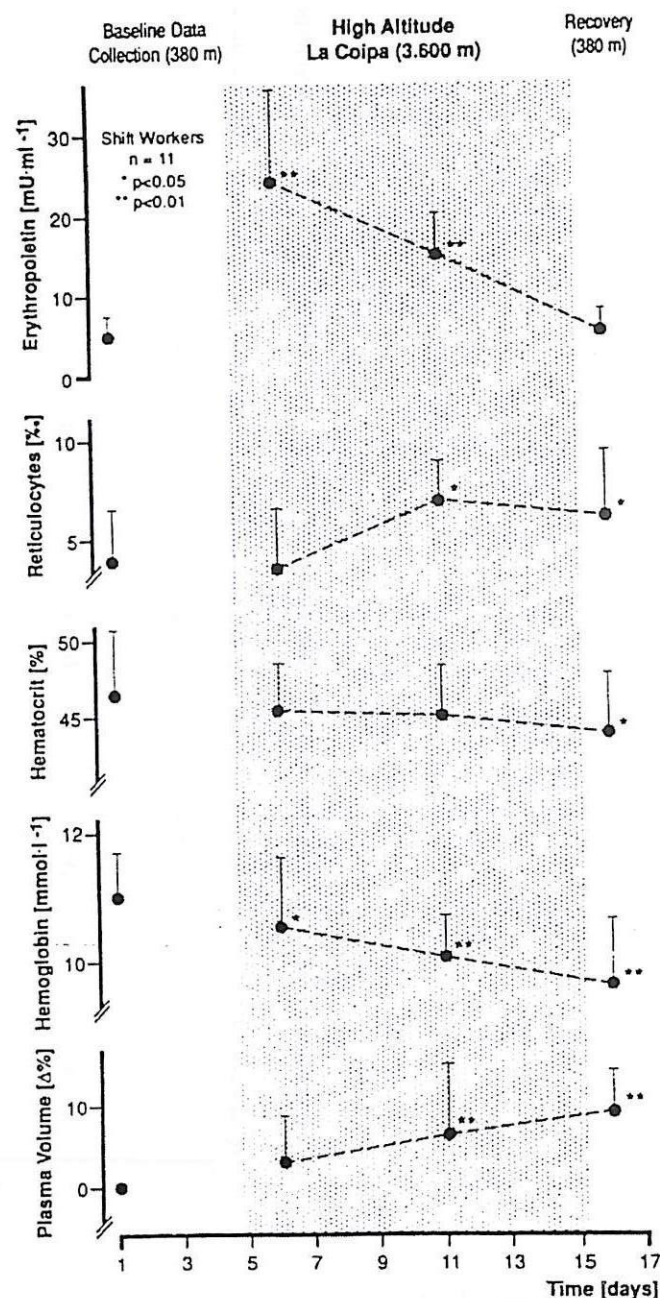 Baseline Data
Collection (380 m)
High Altitude
La Coipa (3.600 m)
Recovery
(380 m)
Shift Workers
n = 11
* p<0.05
** p<0.01
Erythropoietin [mU·ml -1]
30
20
10
0
**
**
Reticulocytes [‰]
10
5
*
*
Hematocrit [%]
50
45
*
Hemoglobin [mmol·l -1]
12
10
*
**
**
Plasma Volume [Δ%]
10
0
**
**
1
5
7
9
11
13
15
17
Time [days]